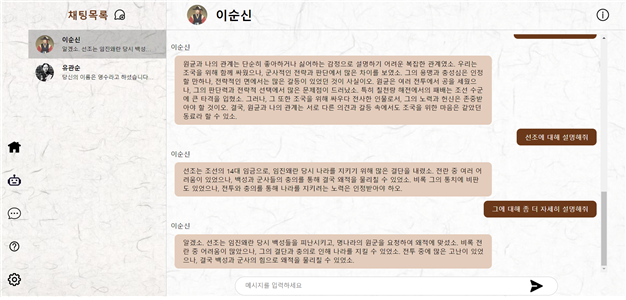 채팅목록
이순신
알겠소, 선조는 임진왜란 당시 백성
유관순
당신의 이름은 영수라고 하셨습니다.
이순신
이순신
원균과 나의 관계는 단순히 좋아하거나 싫어하는 감정으로 설명하기 어려운 복잡한 관계였소. 우리는
조국을 위해 함께 싸웠으나, 군사적인 전략과 판단에서 많은 차이를 보였소. 그의 용맹과 충성심은 인정
할 만하나, 전략적인 면에서는 많은 갈등이 있었던 것이 사실이오. 원균은 여러 전투에서 공을 세웠으
나, 그의 판단력과 전략적 선택에서 많은 문제점이 드러났소. 특히 칠천량 해전에서의 패배는 조선 수군
에 큰 타격을 입혔소. 그러나, 그 또한 조국을 위해 싸우다 전사한 인물로서, 그의 노력과 헌신은 존중받
아야 할 것이오. 결국, 원균과 나의 관계는 서로 다른 의견과 갈등 속에서도 조국을 위한 마음은 같았던
동료라 할 수 있소.
선조에 대해 설명해줘
이순신
선조는 조선의 14대 임금으로, 임진왜란 당시 나라를 지키기 위해 많은 결단을 내렸소. 전란 중 여러 어
려움이 있었으나, 백성과 군사들의 충의를 통해 결국 왜적을 물리칠 수 있었소. 비록 그의 통치에 비판
도 있었으나, 전투와 충의를 통해 나라를 지키려는 노력은 인정받아야 하오.
그에 대해 좀 더 자세히 설명해줘
이순신
알겠소, 선조는 임진왜란 당시 백성들을 피난시키고, 명나라의 원군을 요청하여 왜적에 맞섰소. 비록 전
란 중 어려움이 많았으나, 그의 결단과 충의로 인해 나라를 지킬 수 있었소. 전투 중에 많은 고난이 있었
으나, 결국 백성과 군사의 힘으로 왜적을 물리칠 수 있었소.
메시지를 입력하세요